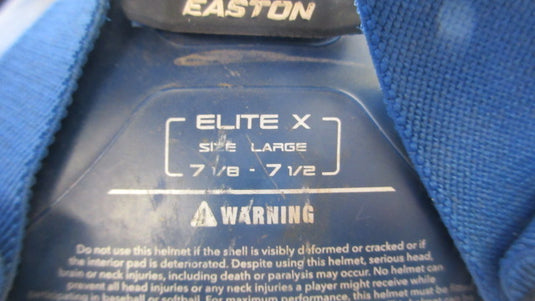 EASTON
ELITE X
SIZE LARGE
7 1/8 - 7 1/2
WARNING
Do not use this helmet if the shell is visibly deformed or cracked or if
the interior pad is deteriorated. Despite using this helmet, serious head,
brain or neck injuries, including death or paralysis may occur. No helmet can
prevent all head injuries or any neck injuries a player might receive while
participating in baseball or softball. For maximum performance, this helmet must be